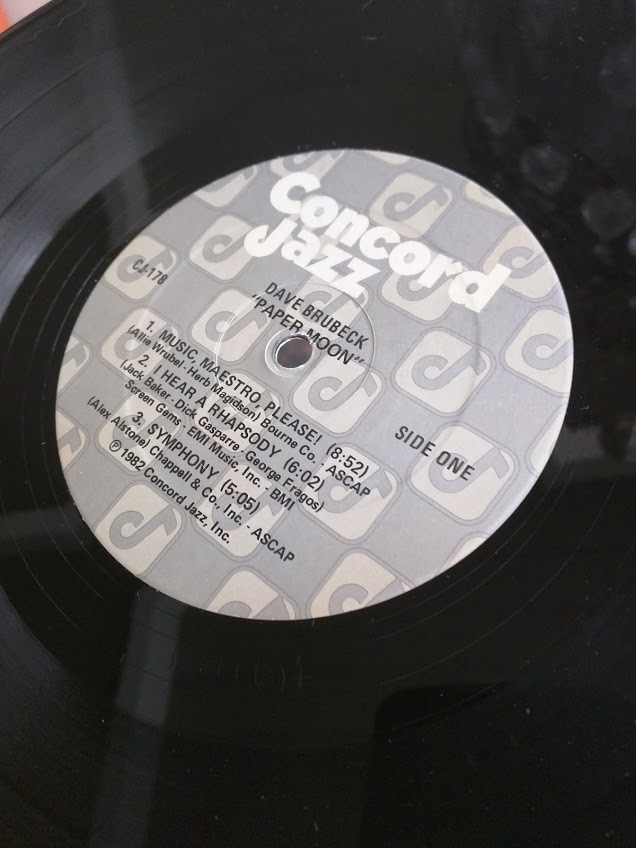 Concord
Jazz
CJ-178
DAVE BRUBECK
"PAPER MOON"
SIDE ONE
1. MUSIC, MAESTRO, PLEASE! (8:52)
(Allie Wrubel - Herb Magidson) Bourne Co. - ASCAP
2. I HEAR A RHAPSODY (6:02)
(Jack Baker - Dick Gasparre - George Fragos)
Screen Gems - EMI Music, Inc. - BMI
3. SYMPHONY (5:05)
(Alex Alstone) Chappell & Co., Inc. - ASCAP
℗ 1982 Concord Jazz, Inc.